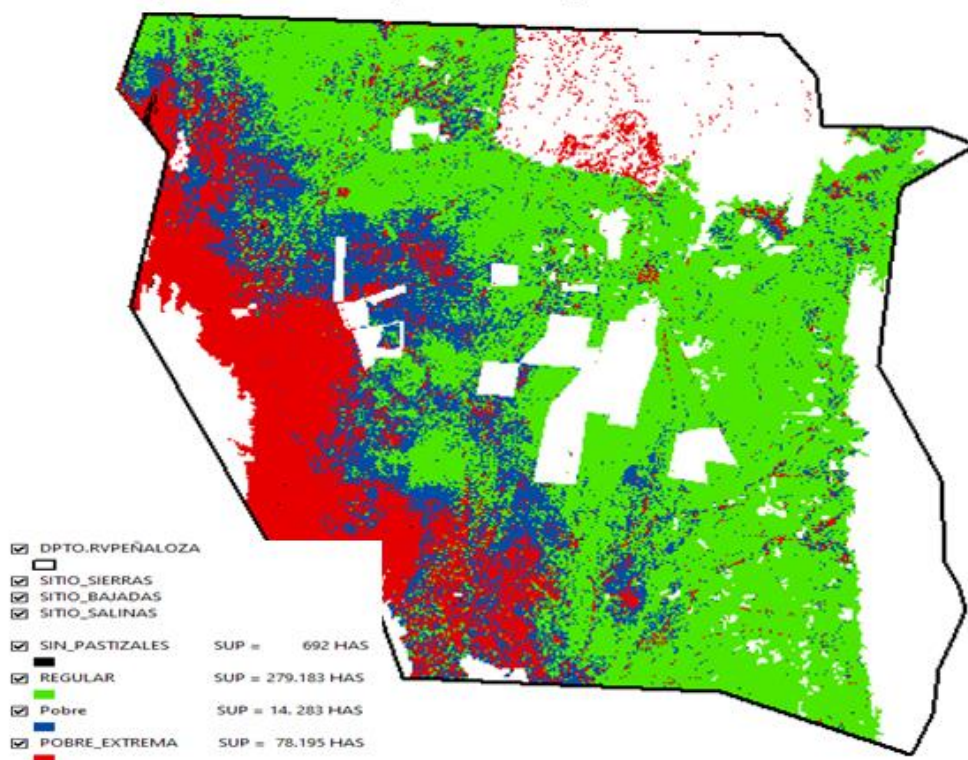 DPTO.RVPEÑALOZA
SITIO_SIERRAS
SITIO_BAJADAS
SITIO_SALINAS
SIN_PASTIZALES SUP = 692 HAS
REGULAR SUP = 279.183 HAS
Pobre SUP = 14. 283 HAS
POBRE_EXTREMA SUP = 78.195 HAS